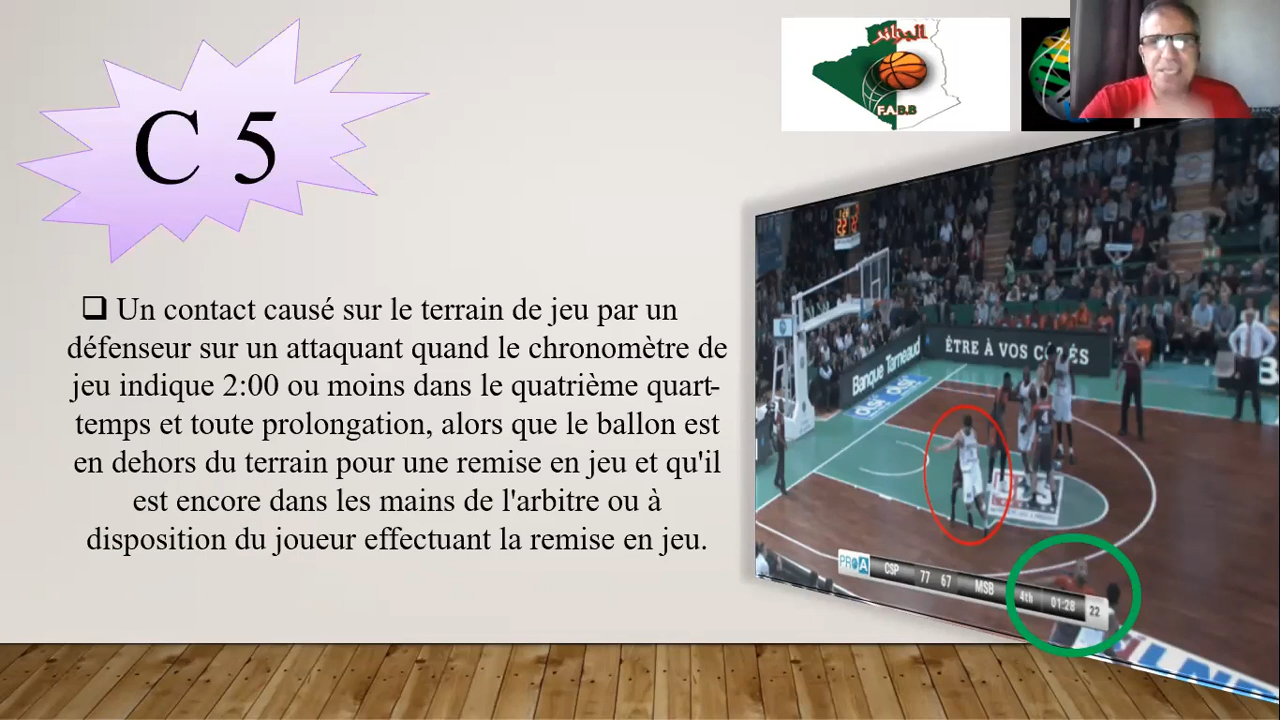 C 5
الجزائر
F.A.B.B
❑ Un contact causé sur le terrain de jeu par un
défenseur sur un attaquant quand le chronomètre de
jeu indique 2:00 ou moins dans le quatrième quart-
temps et toute prolongation, alors que le ballon est
en dehors du terrain pour une remise en jeu et qu'il
est encore dans les mains de l'arbitre ou à
disposition du joueur effectuant la remise en jeu.
ÊTRE À VOS CÔTÉS
Banque Tarneaud
PROA CSP 77 67 MSB 4th 01:28 22